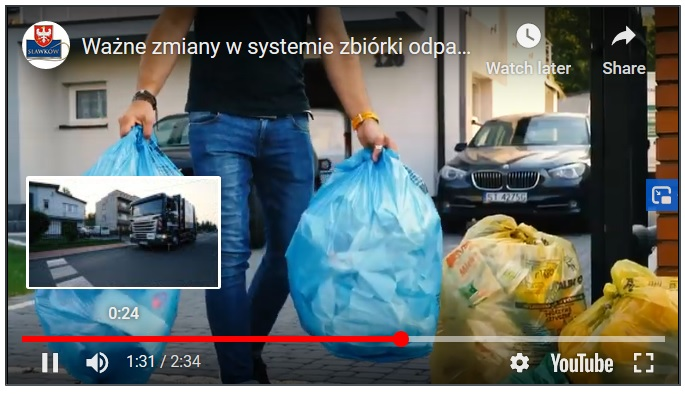 SŁAWKÓW
Ważne zmiany w systemie zbiórki odpa...
Watch later
Share
0:24
1:31 / 2:34
YouTube